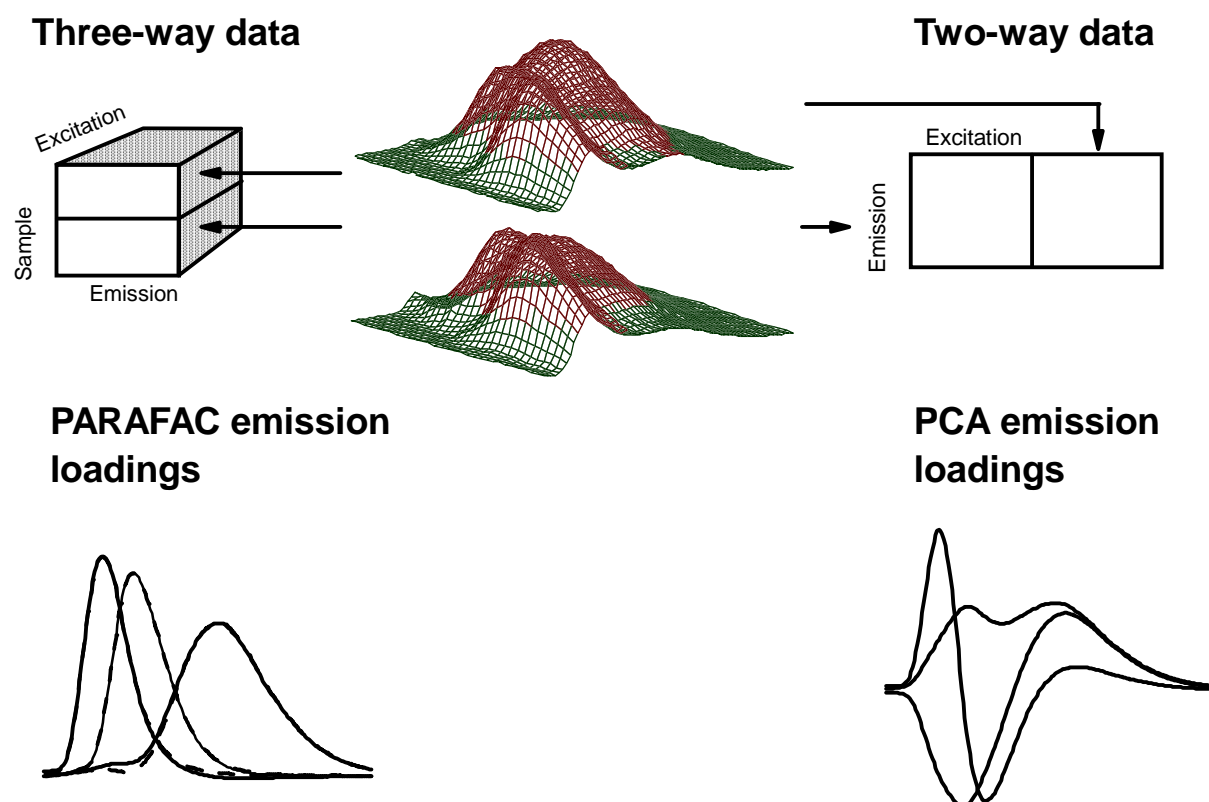 Three-way data
Two-way data
Excitation
Sample
Emission
Excitation
Emission
PARAFAC emission
loadings
PCA emission
loadings